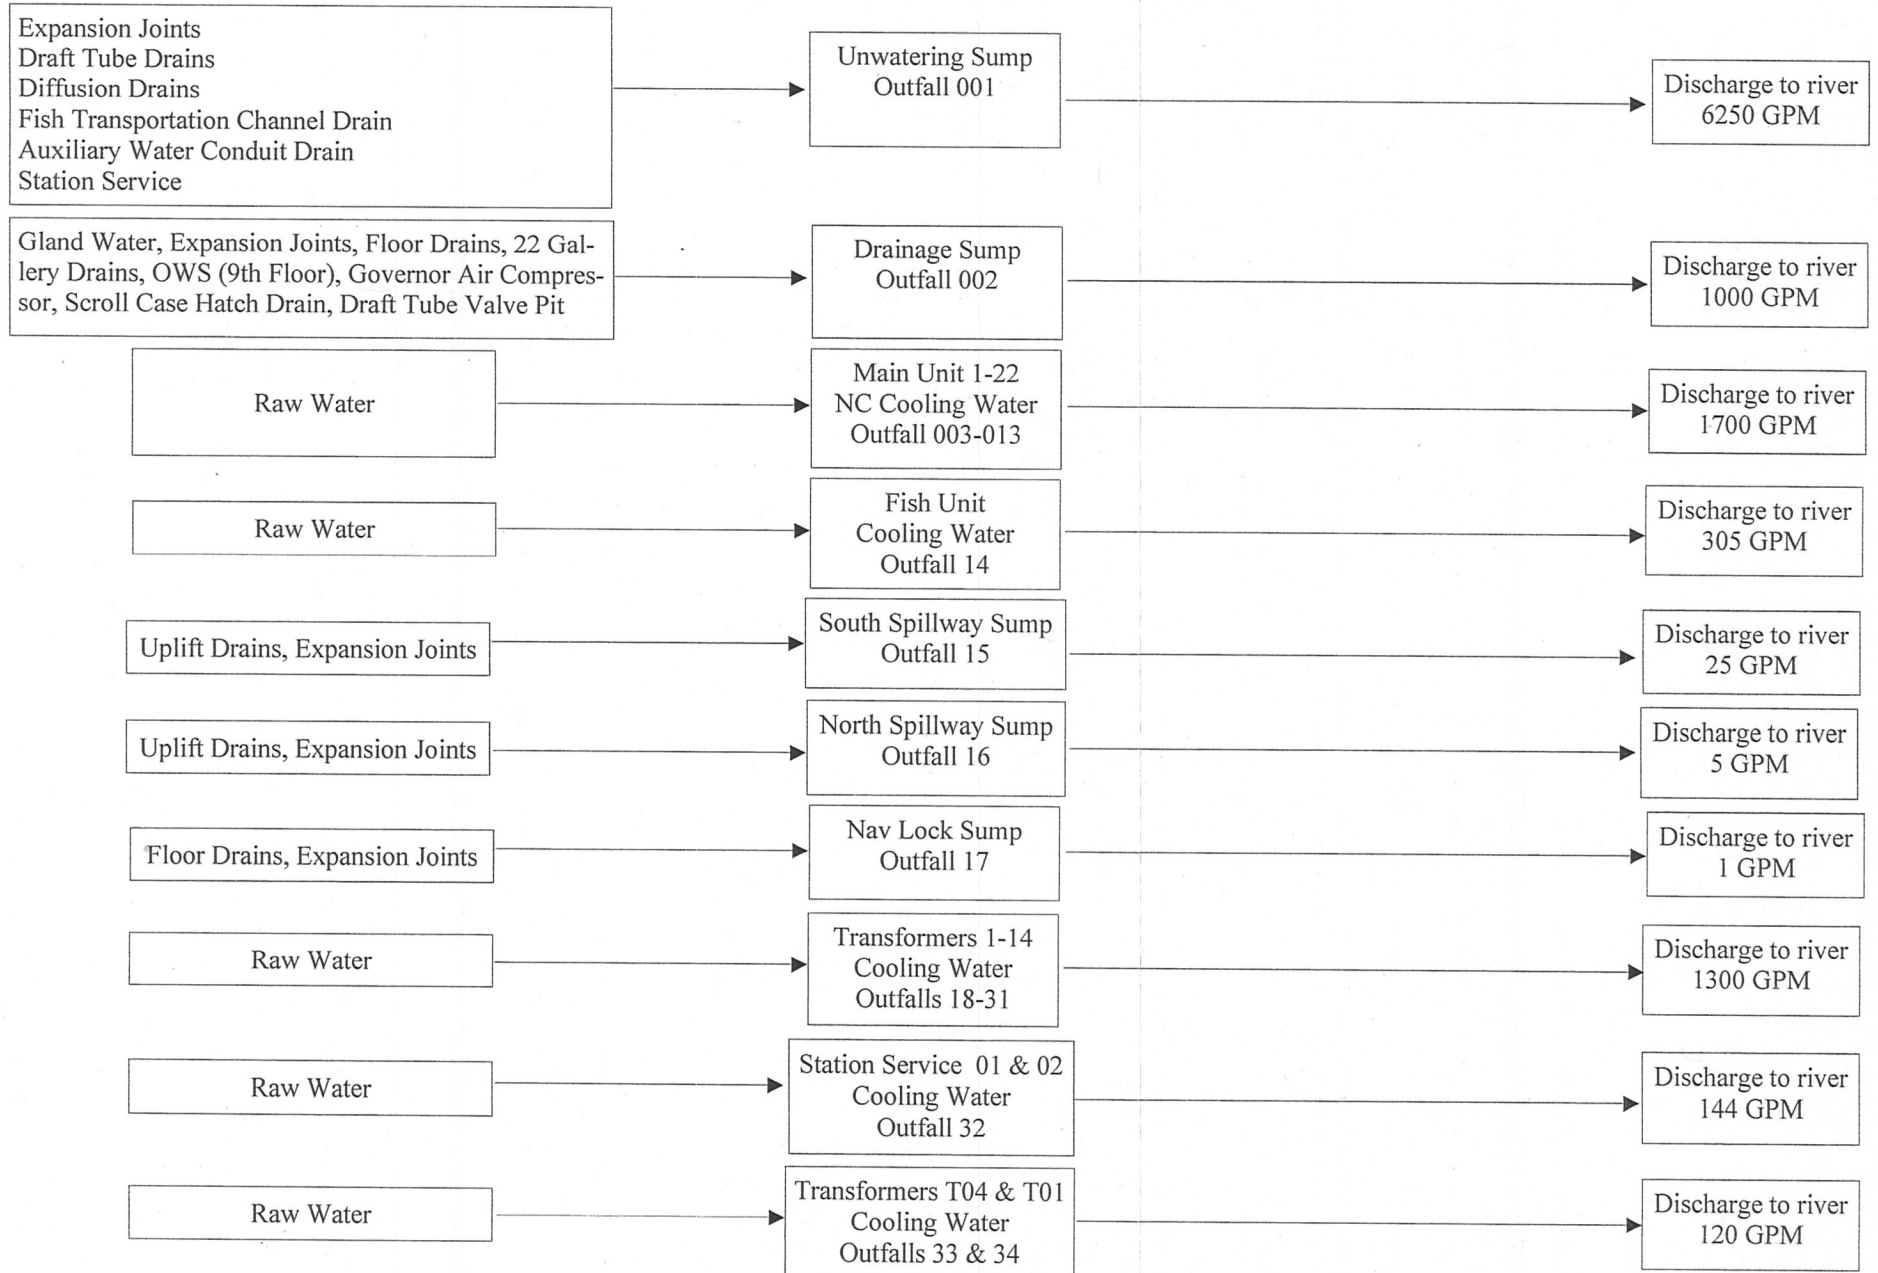 Expansion Joints
Draft Tube Drains
Diffusion Drains
Fish Transportation Channel Drain
Auxiliary Water Conduit Drain
Station Service
Unwatering Sump
Outfall 001
Discharge to river
6250 GPM
Gland Water, Expansion Joints, Floor Drains, 22 Gal-
lery Drains, OWS (9th Floor), Governor Air Compres-
sor, Scroll Case Hatch Drain, Draft Tube Valve Pit
Drainage Sump
Outfall 002
Discharge to river
1000 GPM
Raw Water
Main Unit 1-22
NC Cooling Water
Outfall 003-013
Discharge to river
1700 GPM
Raw Water
Fish Unit
Cooling Water
Outfall 14
Discharge to river
305 GPM
Uplift Drains, Expansion Joints
South Spillway Sump
Outfall 15
Discharge to river
25 GPM
Uplift Drains, Expansion Joints
North Spillway Sump
Outfall 16
Discharge to river
5 GPM
Floor Drains, Expansion Joints
Nav Lock Sump
Outfall 17
Discharge to river
1 GPM
Raw Water
Transformers 1-14
Cooling Water
Outfalls 18-31
Discharge to river
1300 GPM
Raw Water
Station Service 01 & 02
Cooling Water
Outfall 32
Discharge to river
144 GPM
Raw Water
Transformers T04 & T01
Cooling Water
Outfalls 33 & 34
Discharge to river
120 GPM